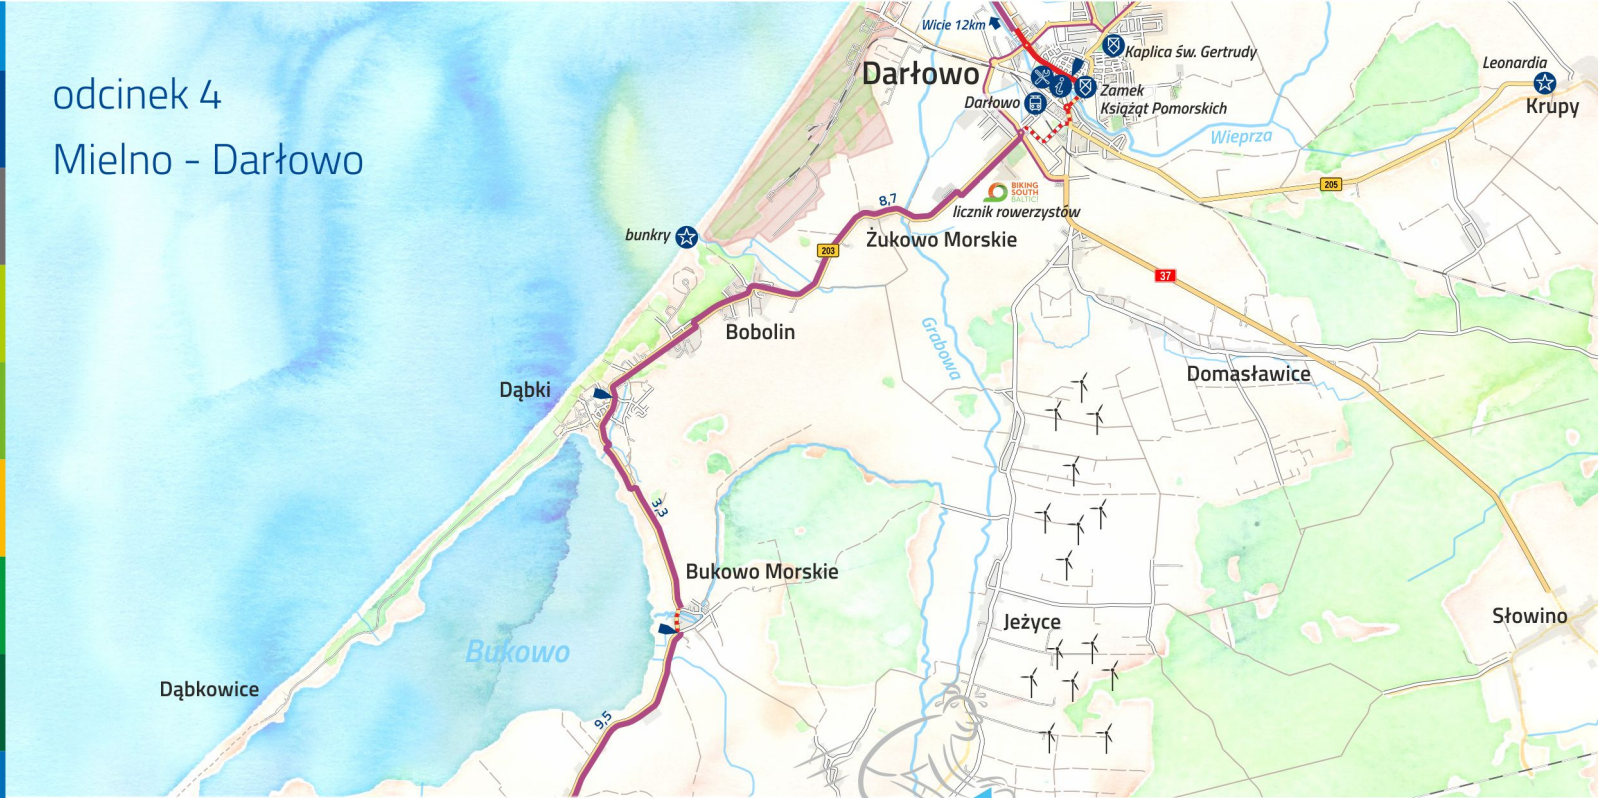 odcinek 4
Mielno - Darłowo
Wicie 12km
Kaplica św. Gertrudy
Leonardia
Krupy
Darłowo
Zamek
Książąt Pomorskich
Darłowo
Wieprza
205
BIKING
SOUTH
BALTIC!
licznik rowerzystów
8,7
bunkry
203
Żukowo Morskie
37
Bobolin
Grabowa
Domasławice
Dąbki
3,3
Bukowo Morskie
Jeżyce
Słowino
Bukowo
Dąbkowice
9,5